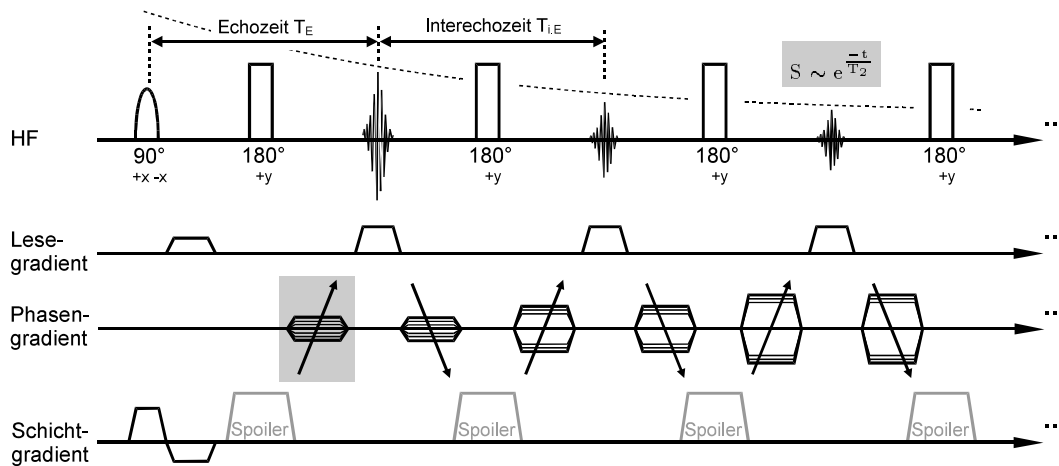 Echozeit T_E
Interechozeit T_i.E
S ~ e^(-t/T_2)
HF
90° 180° 180° 180° 180°
+x -x +y +y +y +y
Lese-
gradient
Phasen-
gradient
Spoiler Spoiler Spoiler Spoiler
Schicht-
gradient